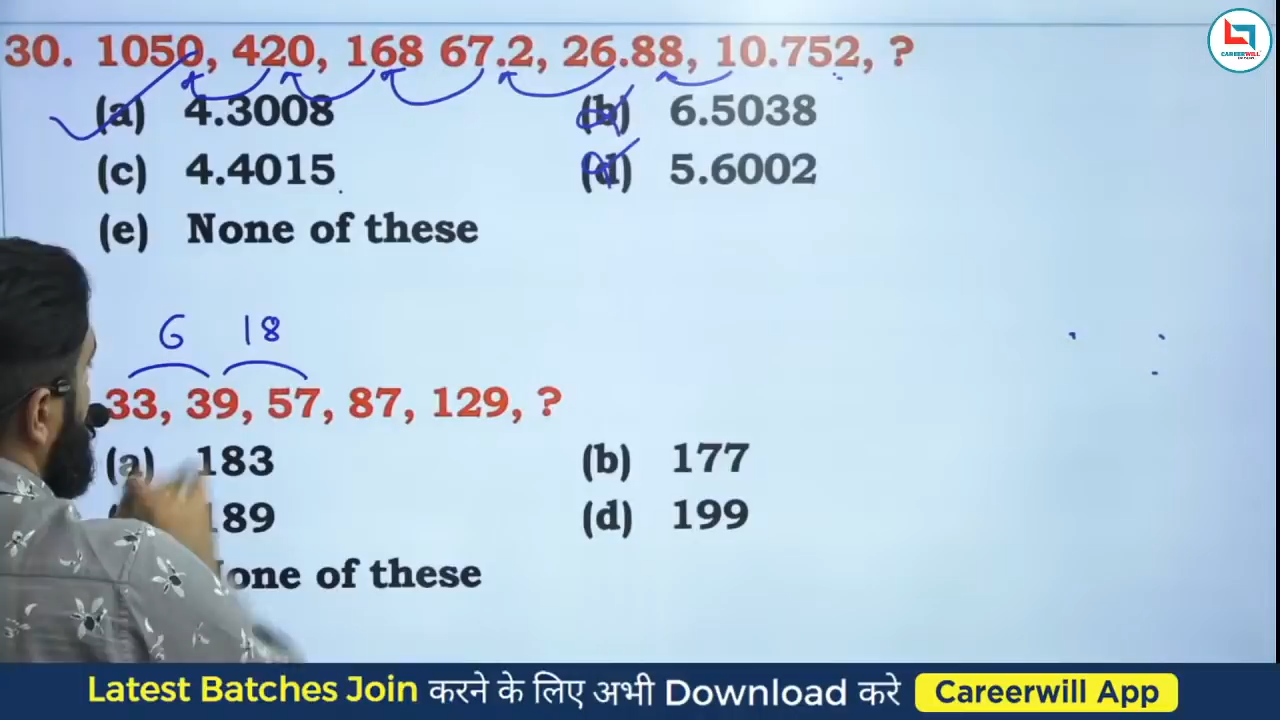 30. 1050, 420, 168 67.2, 26.88, 10.752, ?
(a) 4.3008 (b) 6.5038
(c) 4.4015 (d) 5.6002
(e) None of these
6 18
33, 39, 57, 87, 129, ?
(a) 183 (b) 177
189 (d) 199
of these
CAREERWILL
Latest Batches Join करने के लिए अभी Download करे Careerwill App